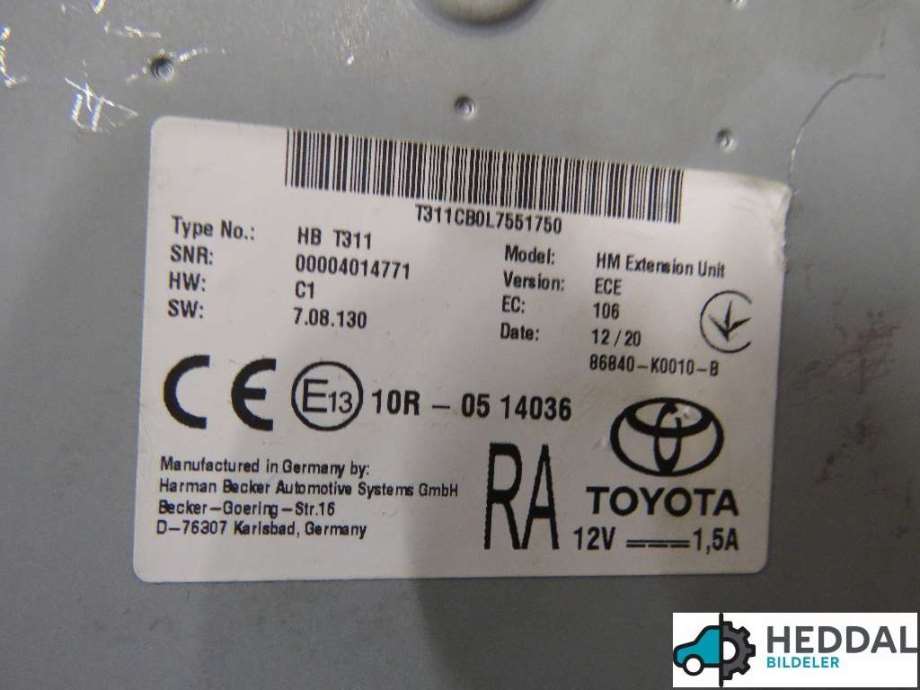 T311CB0L7551750
Type No.: HB T311
SNR: 00004014771
HW: C1
SW: 7.08.130
Model: HM Extension Unit
Version: ECE
EC: 106
Date: 12/20
86840-K0010-B
CE E13 10R - 05 14036
Manufactured in Germany by:
Harman Becker Automotive Systems GmbH
Becker-Goering-Str.16
D-76307 Karlsbad, Germany
RA
TOYOTA
12V 1,5A
HEDDAL
BILDELER